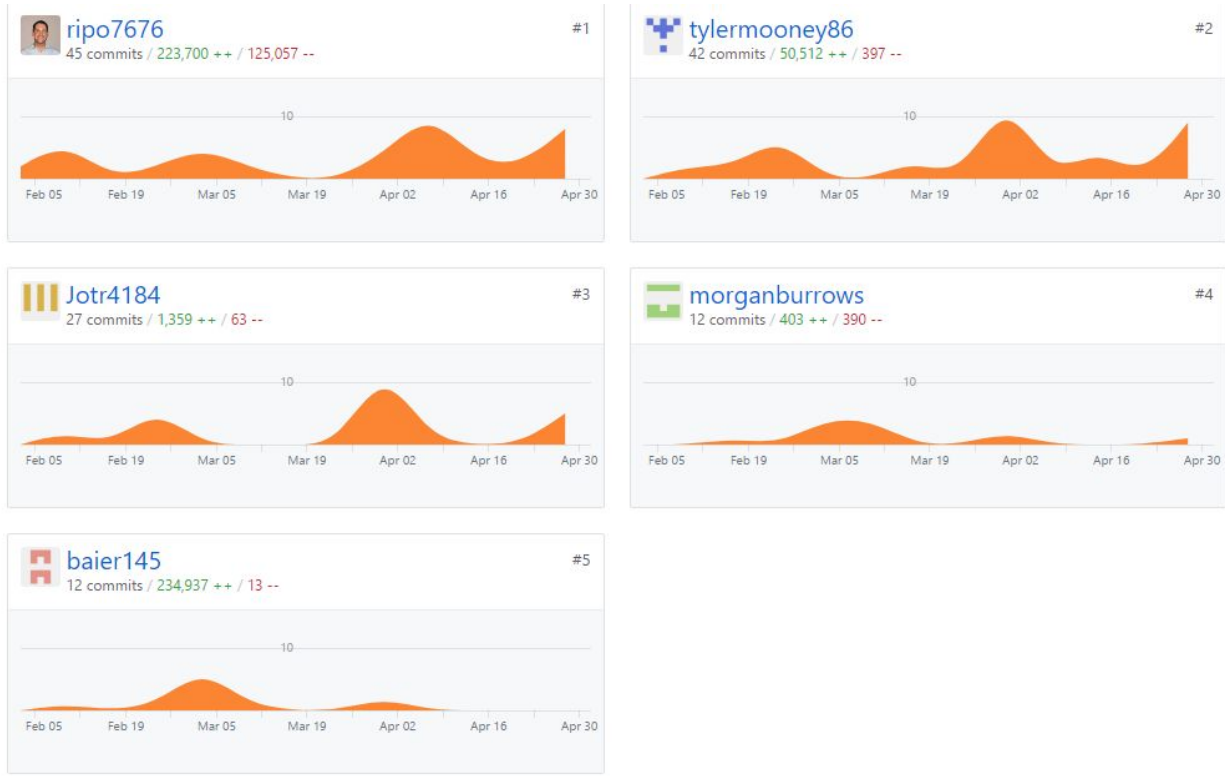 ripo7676
#1
45 commits / 223,700 ++ / 125,057 --
10
Feb 05 Feb 19 Mar 05 Mar 19 Apr 02 Apr 16 Apr 30
tylermooney86
#2
42 commits / 50,512 ++ / 397 --
10
Feb 05 Feb 19 Mar 05 Mar 19 Apr 02 Apr 16 Apr 30
Jotr4184
#3
27 commits / 1,359 ++ / 63 --
10
Feb 05 Feb 19 Mar 05 Mar 19 Apr 02 Apr 16 Apr 30
morganburrows
#4
12 commits / 403 ++ / 390 --
10
Feb 05 Feb 19 Mar 05 Mar 19 Apr 02 Apr 16 Apr 30
baier145
#5
12 commits / 234,937 ++ / 13 --
10
Feb 05 Feb 19 Mar 05 Mar 19 Apr 02 Apr 16 Apr 30